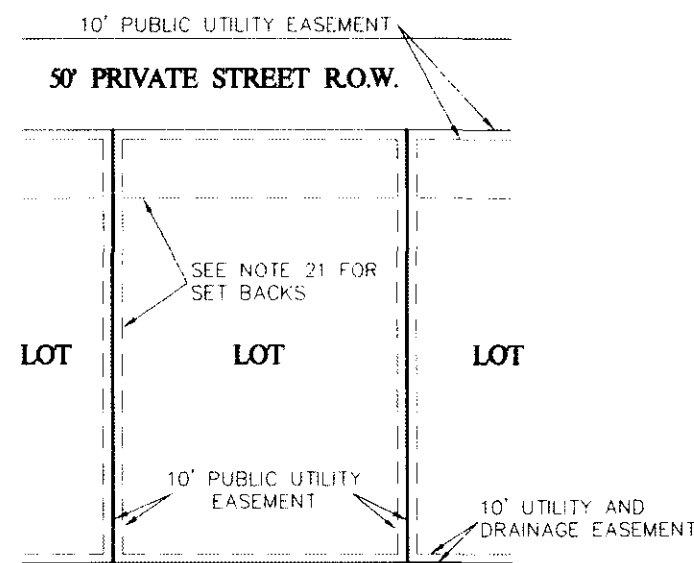 10' PUBLIC UTILITY EASEMENT
50' PRIVATE STREET R.O.W.
SEE NOTE 21 FOR
SET BACKS
LOT
LOT
LOT
10' PUBLIC UTILITY
EASEMENT
10' UTILITY AND
DRAINAGE EASEMENT